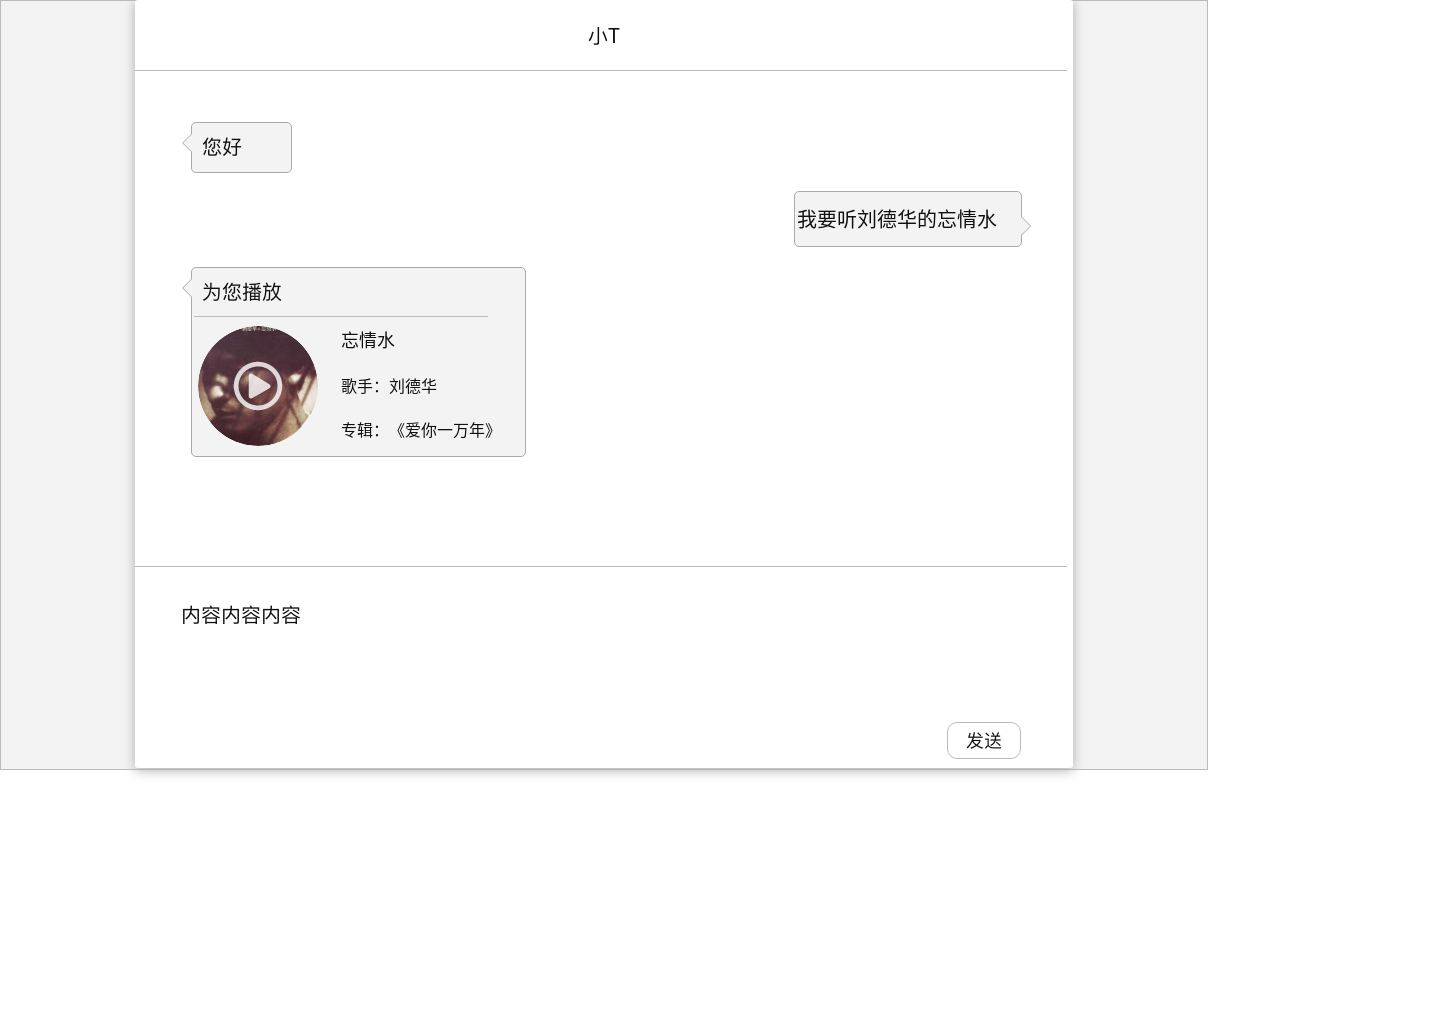 小T
您好
我要听刘德华的忘情水
为您播放
忘情水
歌手：刘德华
专辑：《爱你一万年》
内容内容内容
发送